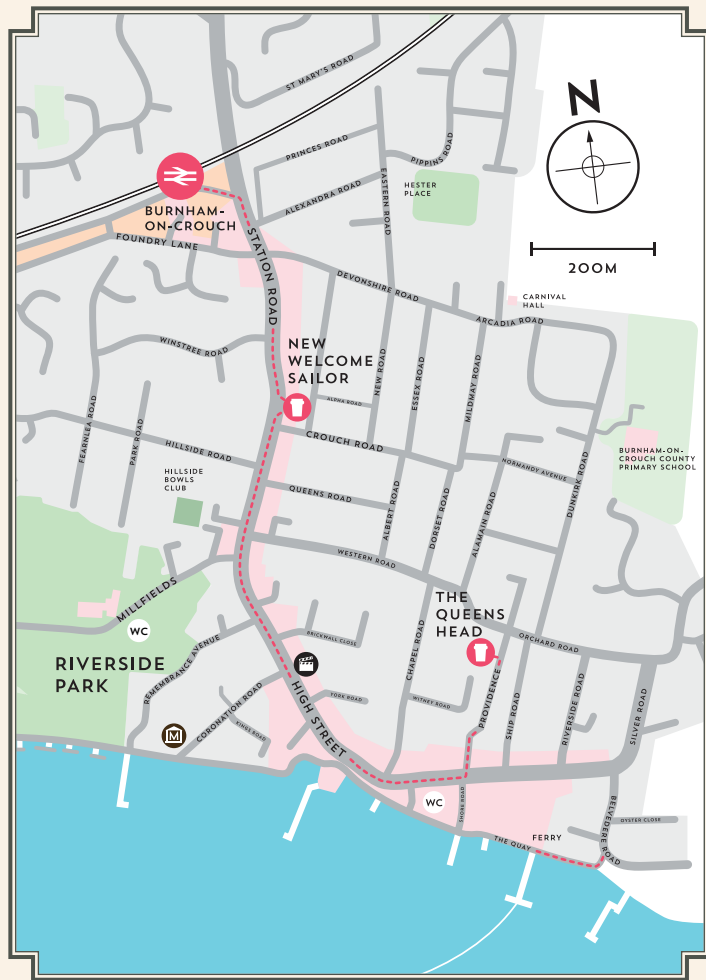 N
200M
ST MARY'S ROAD
PRINCES ROAD
PIPPINS ROAD
EASTERN ROAD
ALEXANDRA ROAD
HESTER
PLACE
BURNHAM-
ON-CROUCH
FOUNDRY LANE
STATION ROAD
DEVONSHIRE ROAD
CARNIVAL
HALL
ARCADIA ROAD
WINSTREE ROAD
NEW
WELCOME
SAILOR
ALPHA ROAD
NEW ROAD
ESSEX ROAD
MILDMAY ROAD
FEARNLEA ROAD
PARK ROAD
HILLSIDE ROAD
CROUCH ROAD
BURNHAM-ON-
CROUCH COUNTY
PRIMARY SCHOOL
NORMANDY AVENUE
DUNKIRK ROAD
HILLSIDE
BOWLS
CLUB
QUEENS ROAD
ALBERT ROAD
DORSET ROAD
ALAMAIN ROAD
WESTERN ROAD
MILLFIELDS
WC
THE
QUEENS
HEAD
ORCHARD ROAD
RIVERSIDE
PARK
REMEMBRANCE AVENUE
BRICKWALL CLOSE
CHAPEL ROAD
CORONATION ROAD
KINGS ROAD
M
HIGH STREET
YORK ROAD
WITNEY ROAD
PROVIDENCE
SHIP ROAD
RIVERSIDE ROAD
SILVER ROAD
WC
SHORE ROAD
THE QUAY
FERRY
BELVEDERE ROAD
OYSTER CLOSE